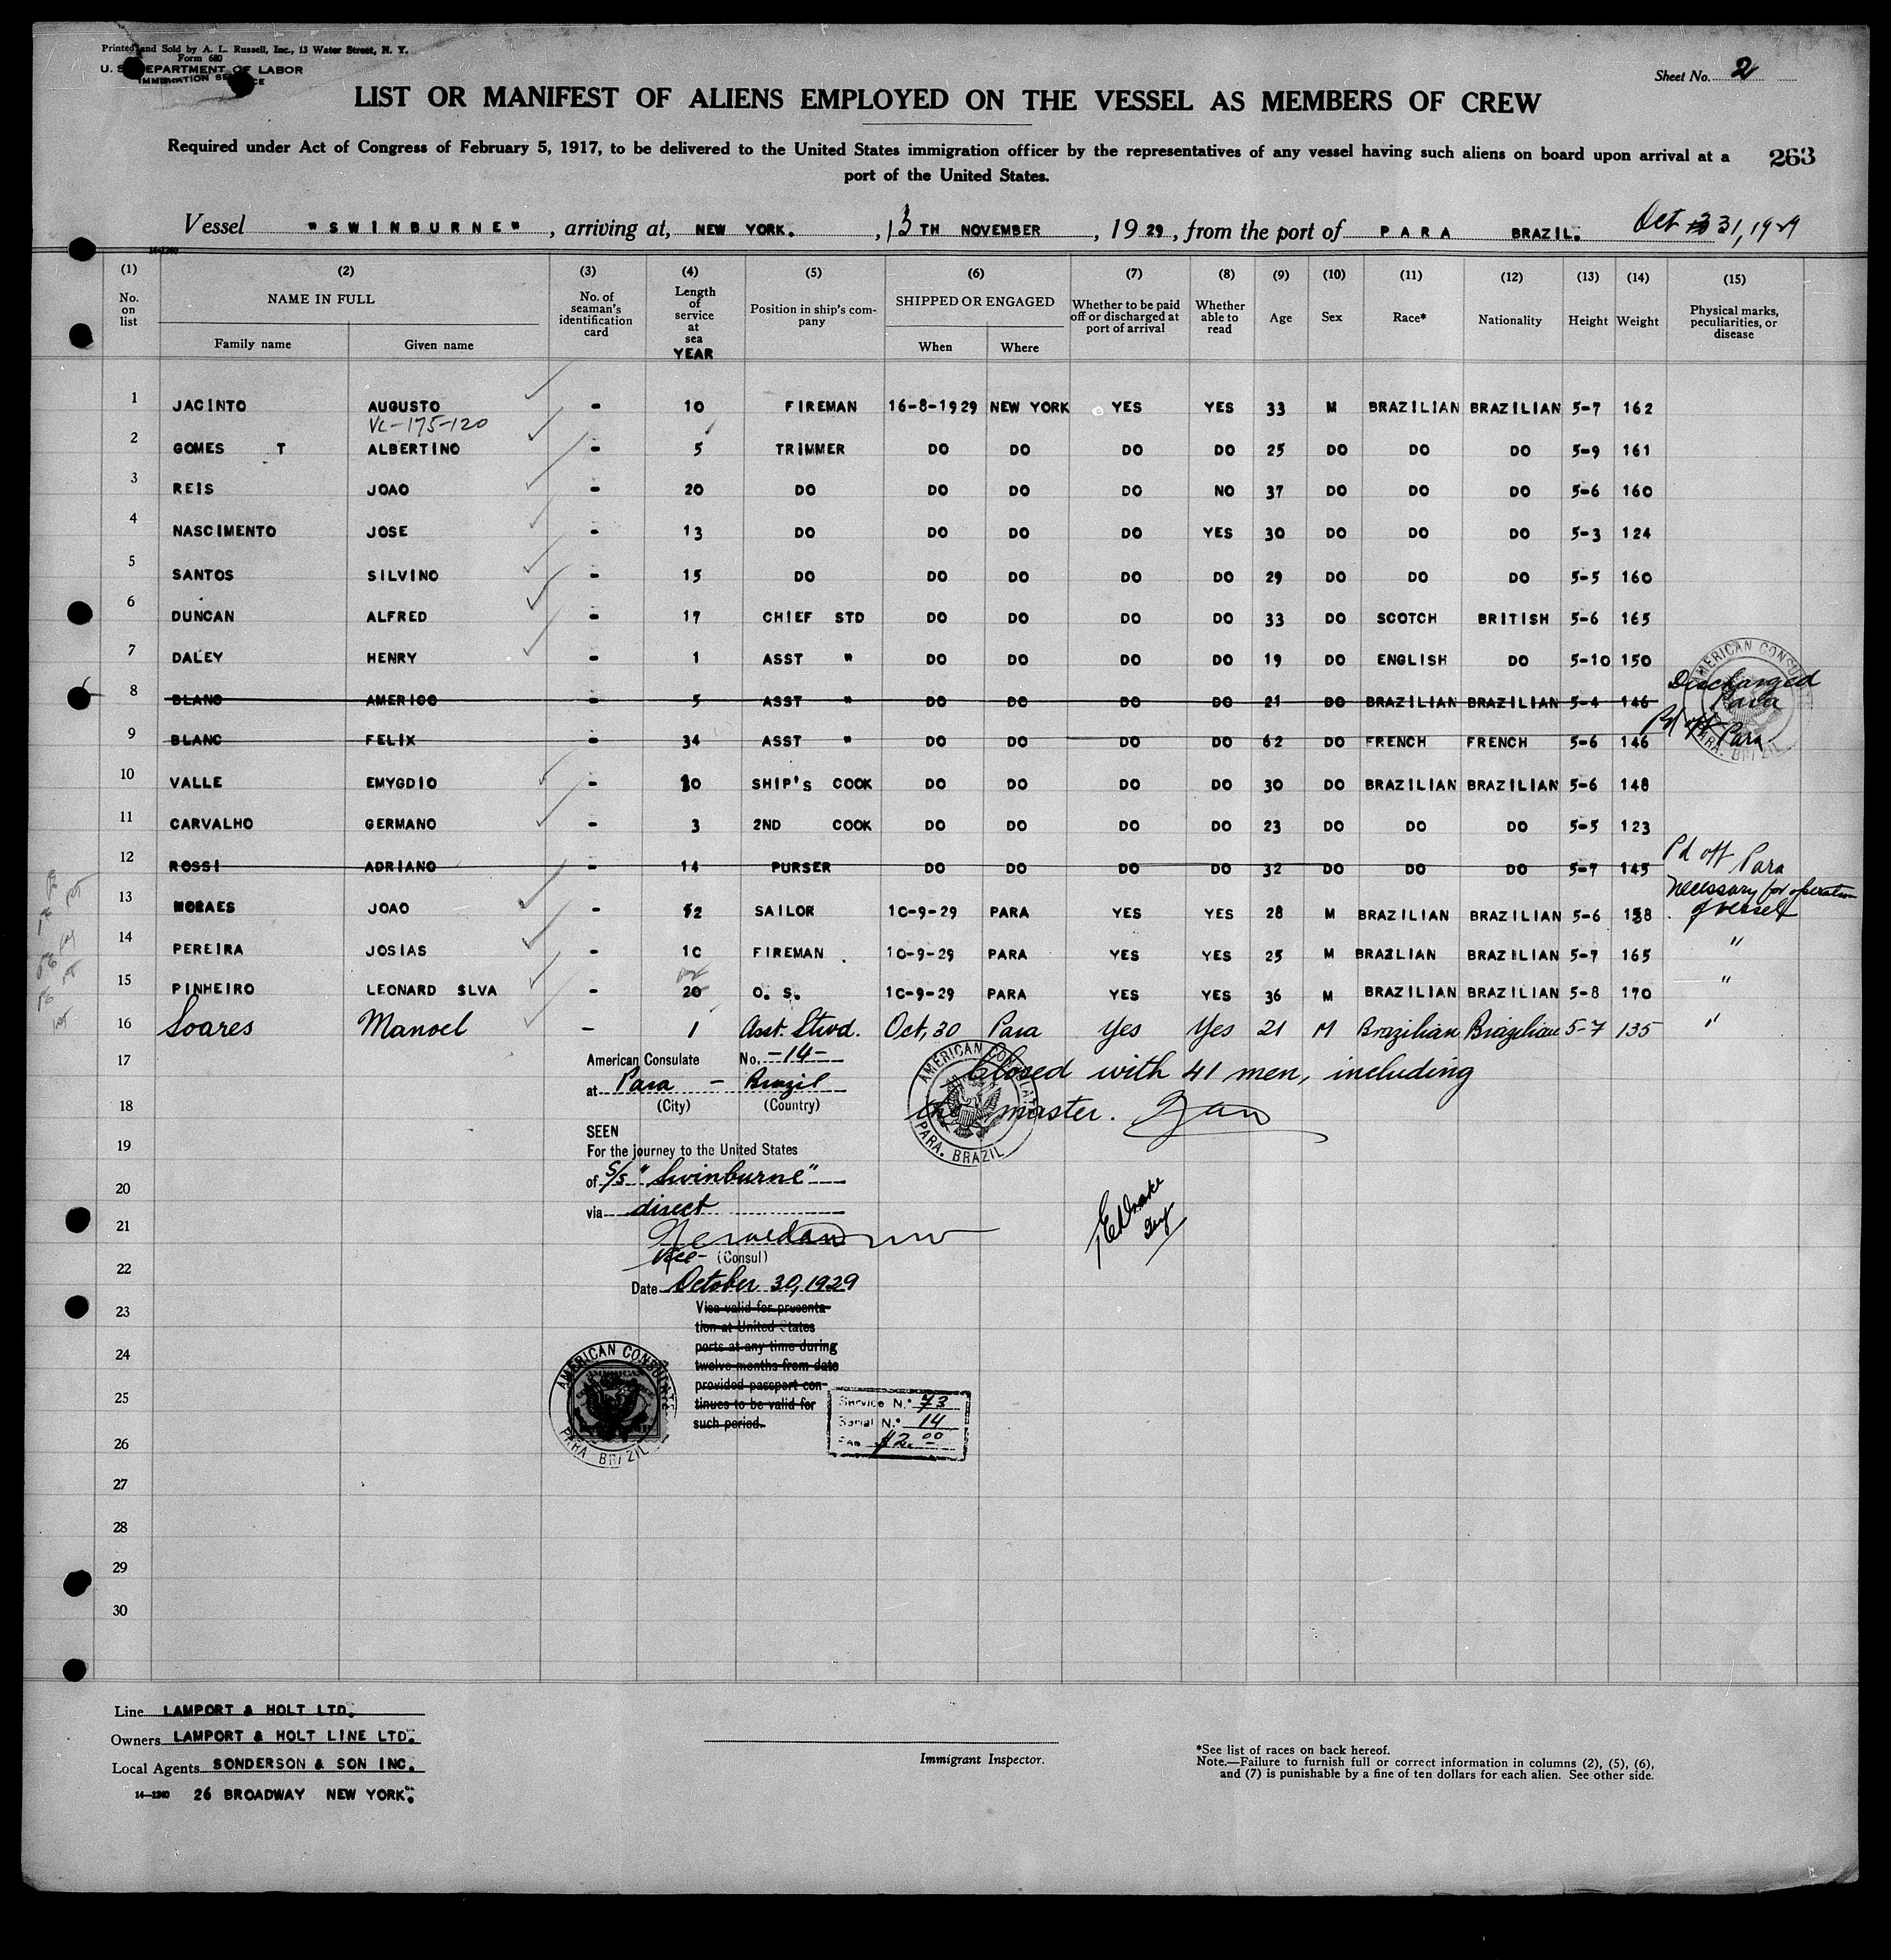 Printed and Sold by A. L. Russell, Inc., 13 Water Street, N. Y.
Form 680
U. S. DEPARTMENT OF LABOR
IMMIGRATION SERVICE
Sheet No. 2
LIST OR MANIFEST OF ALIENS EMPLOYED ON THE VESSEL AS MEMBERS OF CREW
Required under Act of Congress of February 5, 1917, to be delivered to the United States immigration officer by the representatives of any vessel having such aliens on board upon arrival at a
port of the United States.
263
Vessel "SWINBURNE", arriving at, NEW YORK., 13TH NOVEMBER, 1929, from the port of PARA BRAZIL. Oct 31, 1929
(1) (2) (3) (4) (5) (6) (7) (8) (9) (10) (11) (12) (13) (14) (15)
No. on list NAME IN FULL Family name Given name No. of seaman's identification card Length of service at sea YEAR Position in ship's company SHIPPED OR ENGAGED When Where Whether to be paid off or discharged at port of arrival Whether able to read Age Sex Race* Nationality Height Weight Physical marks, peculiarities, or disease
1 JACINTO AUGUSTO - 10 FIREMAN 16-8-1929 NEW YORK YES YES 33 M BRAZILIAN BRAZILIAN 5-7 162
VC-175-120
2 GOMES T ALBERTINO - 5 TRIMMER DO DO DO DO 25 DO DO DO 5-9 161
3 REIS JOAO - 20 DO DO DO DO NO 37 DO DO DO 5-6 160
4 NASCIMENTO JOSE - 13 DO DO DO DO YES 30 DO DO DO 5-3 124
5 SANTOS SILVINO - 15 DO DO DO DO DO 29 DO DO DO 5-5 160
6 DUNCAN ALFRED - 17 CHIEF STD DO DO DO DO 33 DO SCOTCH BRITISH 5-6 165
7 DALEY HENRY - 1 ASST " DO DO DO DO 19 DO ENGLISH DO 5-10 150
8 BLANC AMERICO - 5 ASST " DO DO DO DO 21 DO BRAZILIAN BRAZILIAN 5-4 146 Discharged Para
9 BLANC FELIX - 34 ASST " DO DO DO DO 62 DO FRENCH FRENCH 5-6 146 Pd off Para
10 VALLE EMYGDIO - 10 SHIP'S COOK DO DO DO DO 30 DO BRAZILIAN BRAZILIAN 5-6 148
11 CARVALHO GERMANO - 3 2ND COOK DO DO DO DO 23 DO DO DO 5-5 123
12 ROSSI ADRIANO - 14 PURSER DO DO DO DO 32 DO DO DO 5-7 145 Pd off Para
13 MORAES JOAO - 12 SAILOR 10-9-29 PARA YES YES 28 M BRAZILIAN BRAZILIAN 5-6 158 necessary for operation of vessel
14 PEREIRA JOSIAS - 10 FIREMAN 10-9-29 PARA YES YES 25 M BRAZILIAN BRAZILIAN 5-7 165 "
15 PINHEIRO LEONARD SLVA - 20 O. S. 10-9-29 PARA YES YES 36 M BRAZILIAN BRAZILIAN 5-8 170 "
16 Soares Manoel - 1 Asst. Stwd. Oct, 30 Para Yes Yes 21 M Brazilian Brazilian 5-7 135 "
AMERICAN CONSULATE PARA. BRAZIL
17 American Consulate No. -14-
at Para - Brazil
(City) (Country)
Closed with 41 men, including
the master.
18
AMERICAN CONSULATE PARA. BRAZIL
19 SEEN
For the journey to the United States
of S/S "Swinburne"
20
via direct
21
Vice- (Consul)
22
Date October 30, 1929
23 Visa valid for presenta-
tion at United States
24 ports at any time during
twelve months from date
provided passport con-
25 tinues to be valid for
such period.
AMERICAN CONSULATE PARA BRAZIL
Service N.° 73
Serial N.° 14
Fee $2.00
26
27
28
29
30
Line LAMPORT & HOLT LTD.
Owners LAMPORT & HOLT LINE LTD.
Local Agents SONDERSON & SON INC.
14-1240 26 BROADWAY NEW YORK.
Immigrant Inspector.
*See list of races on back hereof.
Note.—Failure to furnish full or correct information in columns (2), (5), (6),
and (7) is punishable by a fine of ten dollars for each alien. See other side.